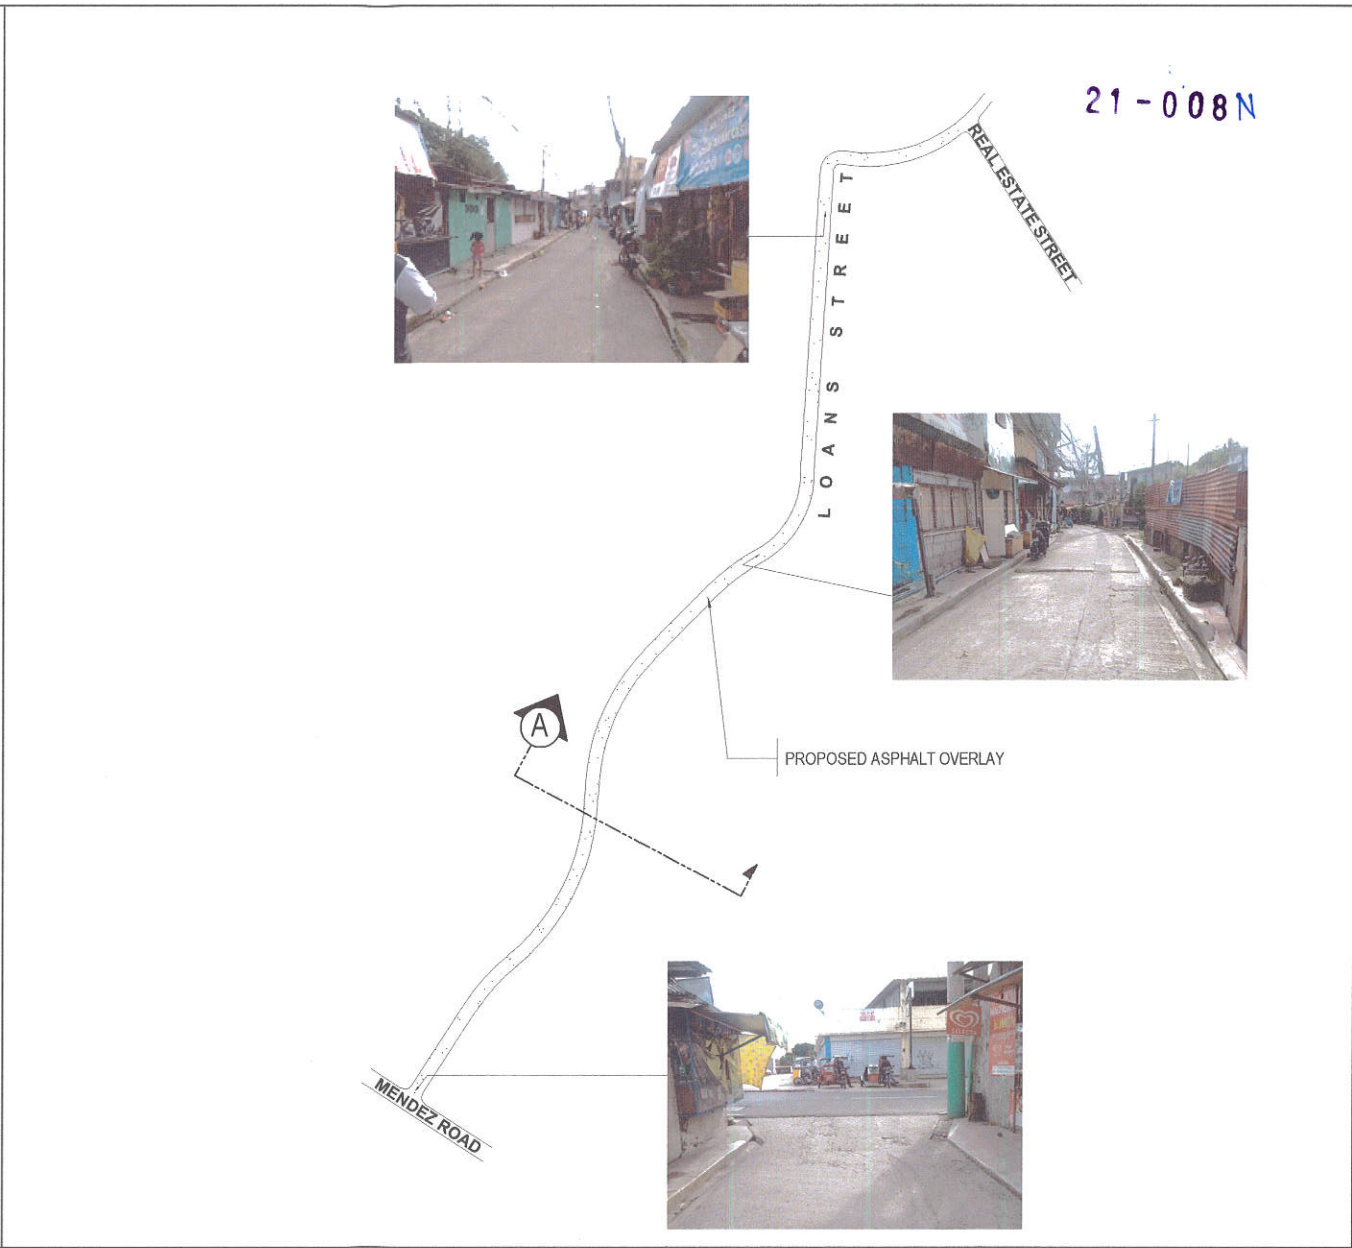 21-008N
REAL ESTATE STREET
LOANS STREET
A
PROPOSED ASPHALT OVERLAY
MENDEZ ROAD